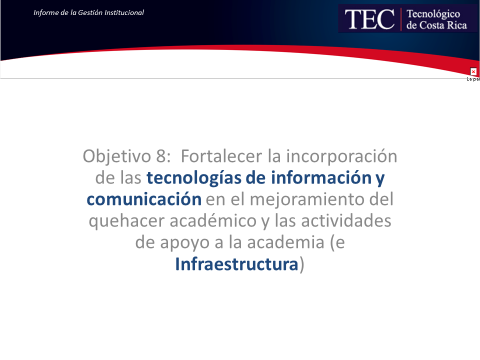 Informe de la Gestión Institucional
TEC | Tecnológico
de Costa Rica
Objetivo 8:  Fortalecer la incorporación
de las tecnologías de información y
comunicación en el mejoramiento del
quehacer académico y las actividades
de apoyo a la academia (e
Infraestructura)